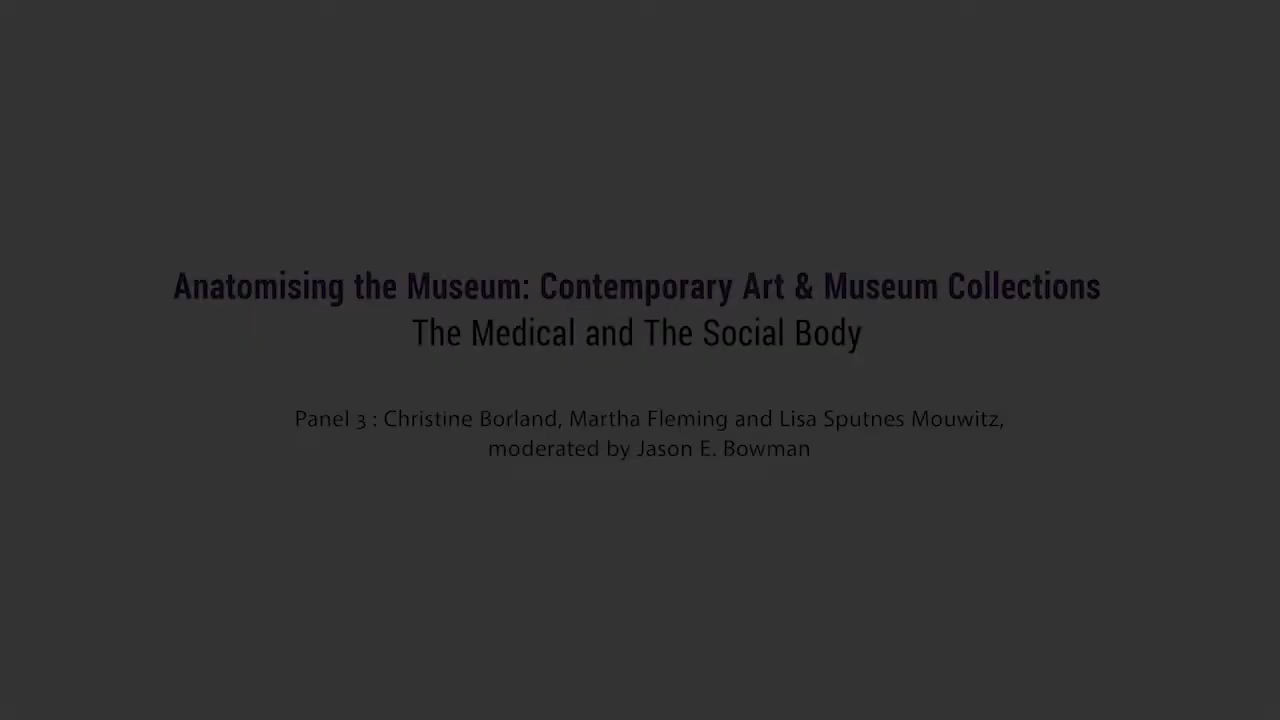 Anatomising the Museum: Contemporary Art & Museum Collections
The Medical and The Social Body
Panel 3 : Christine Borland, Martha Fleming and Lisa Sputnes Mouwitz,
moderated by Jason E. Bowman